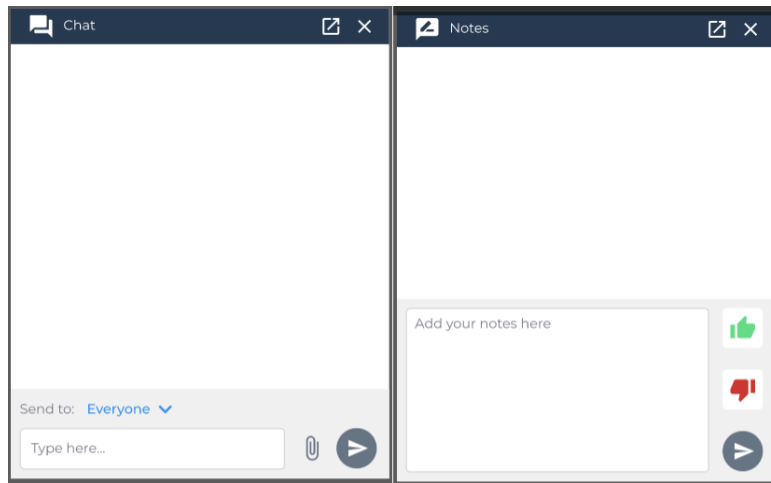 Chat
Send to: Everyone
Type here...
Notes
Add your notes here